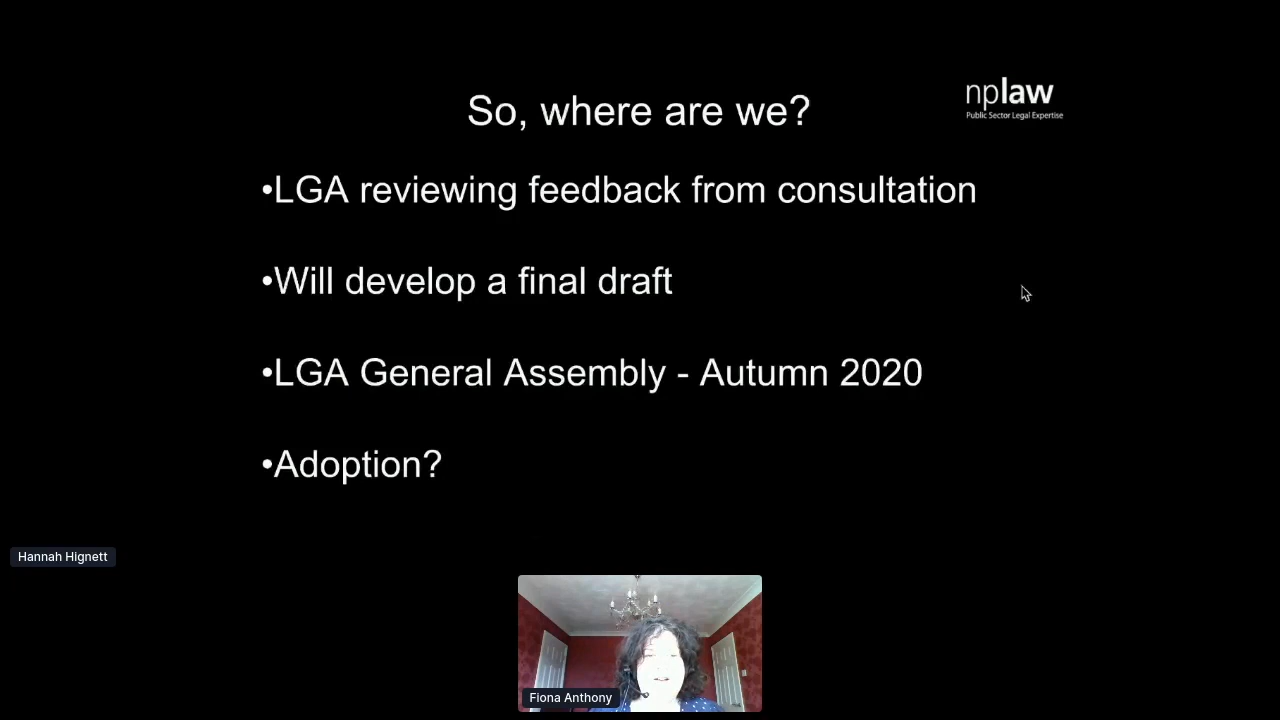 So, where are we?
nplaw
Public Sector Legal Expertise
•LGA reviewing feedback from consultation
•Will develop a final draft
•LGA General Assembly - Autumn 2020
•Adoption?
Hannah Hignett
Fiona Anthony